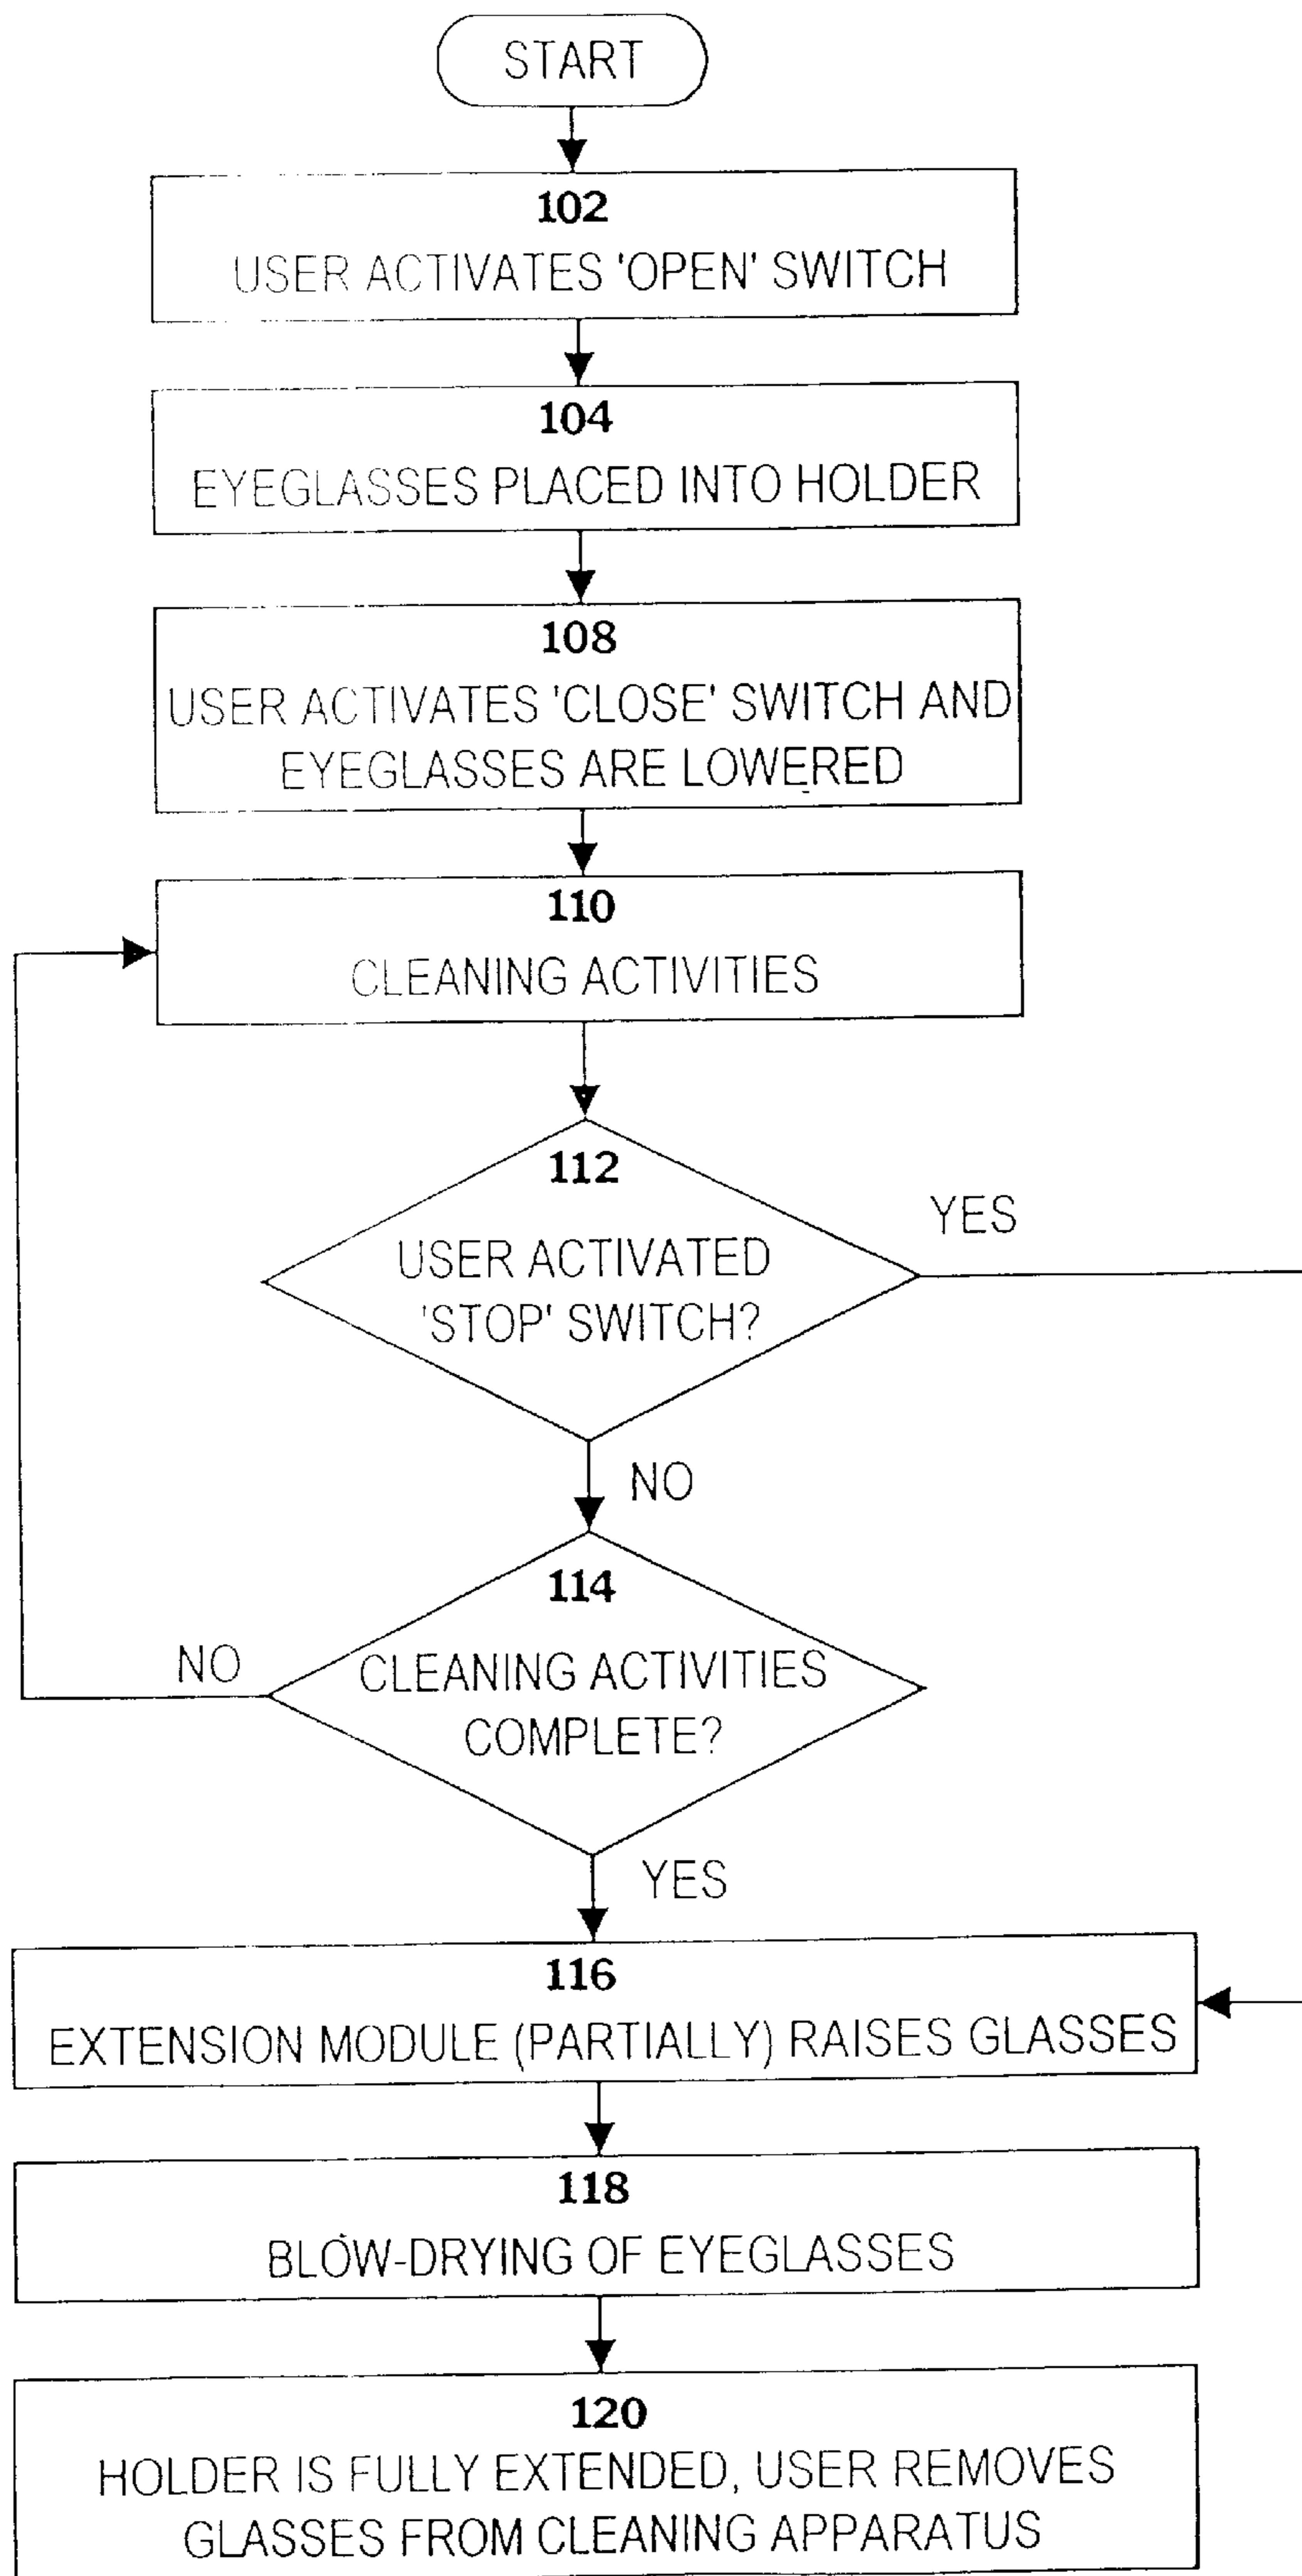 START
102
USER ACTIVATES 'OPEN' SWITCH
104
EYEGLASSES PLACED INTO HOLDER
108
USER ACTIVATES 'CLOSE' SWITCH AND
EYEGLASSES ARE LOWERED
110
CLEANING ACTIVITIES
112
USER ACTIVATED
'STOP' SWITCH?
YES
NO
114
CLEANING ACTIVITIES
COMPLETE?
NO
YES
116
EXTENSION MODULE (PARTIALLY) RAISES GLASSES
118
BLOW-DRYING OF EYEGLASSES
120
HOLDER IS FULLY EXTENDED, USER REMOVES
GLASSES FROM CLEANING APPARATUS